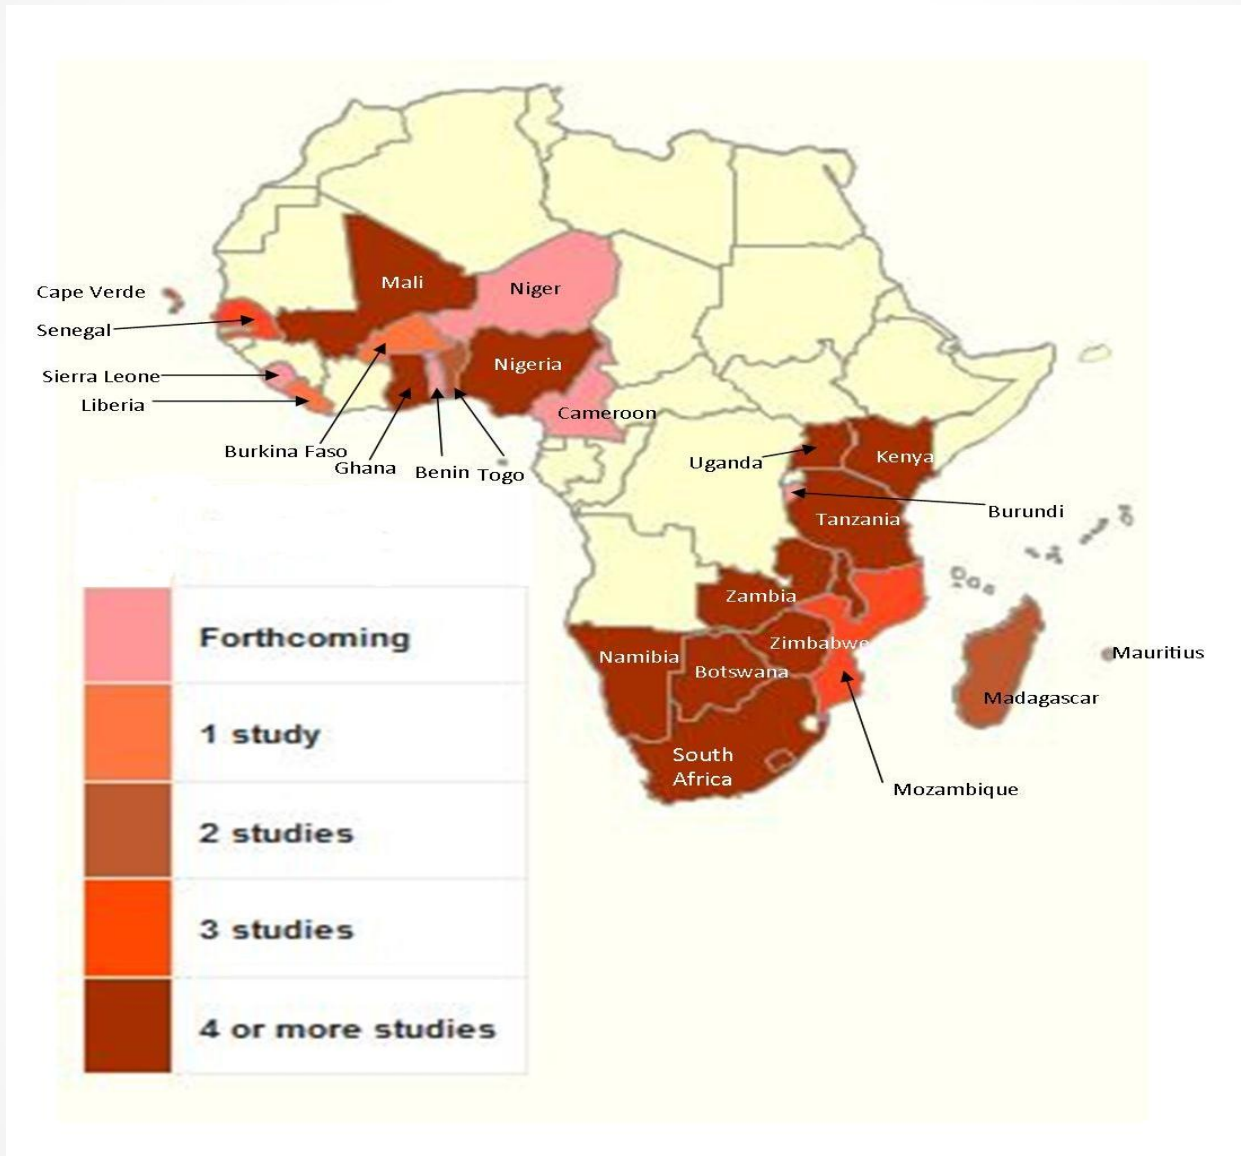 Mali
Niger
Cape Verde
Senegal
Nigeria
Sierra Leone
Liberia
Cameroon
Burkina Faso
Ghana
Benin
Togo
Uganda
Kenya
Burundi
Tanzania
Zambia
Zimbabwe
Namibia
Botswana
Mauritius
Madagascar
South
Africa
Mozambique
Forthcoming
1 study
2 studies
3 studies
4 or more studies